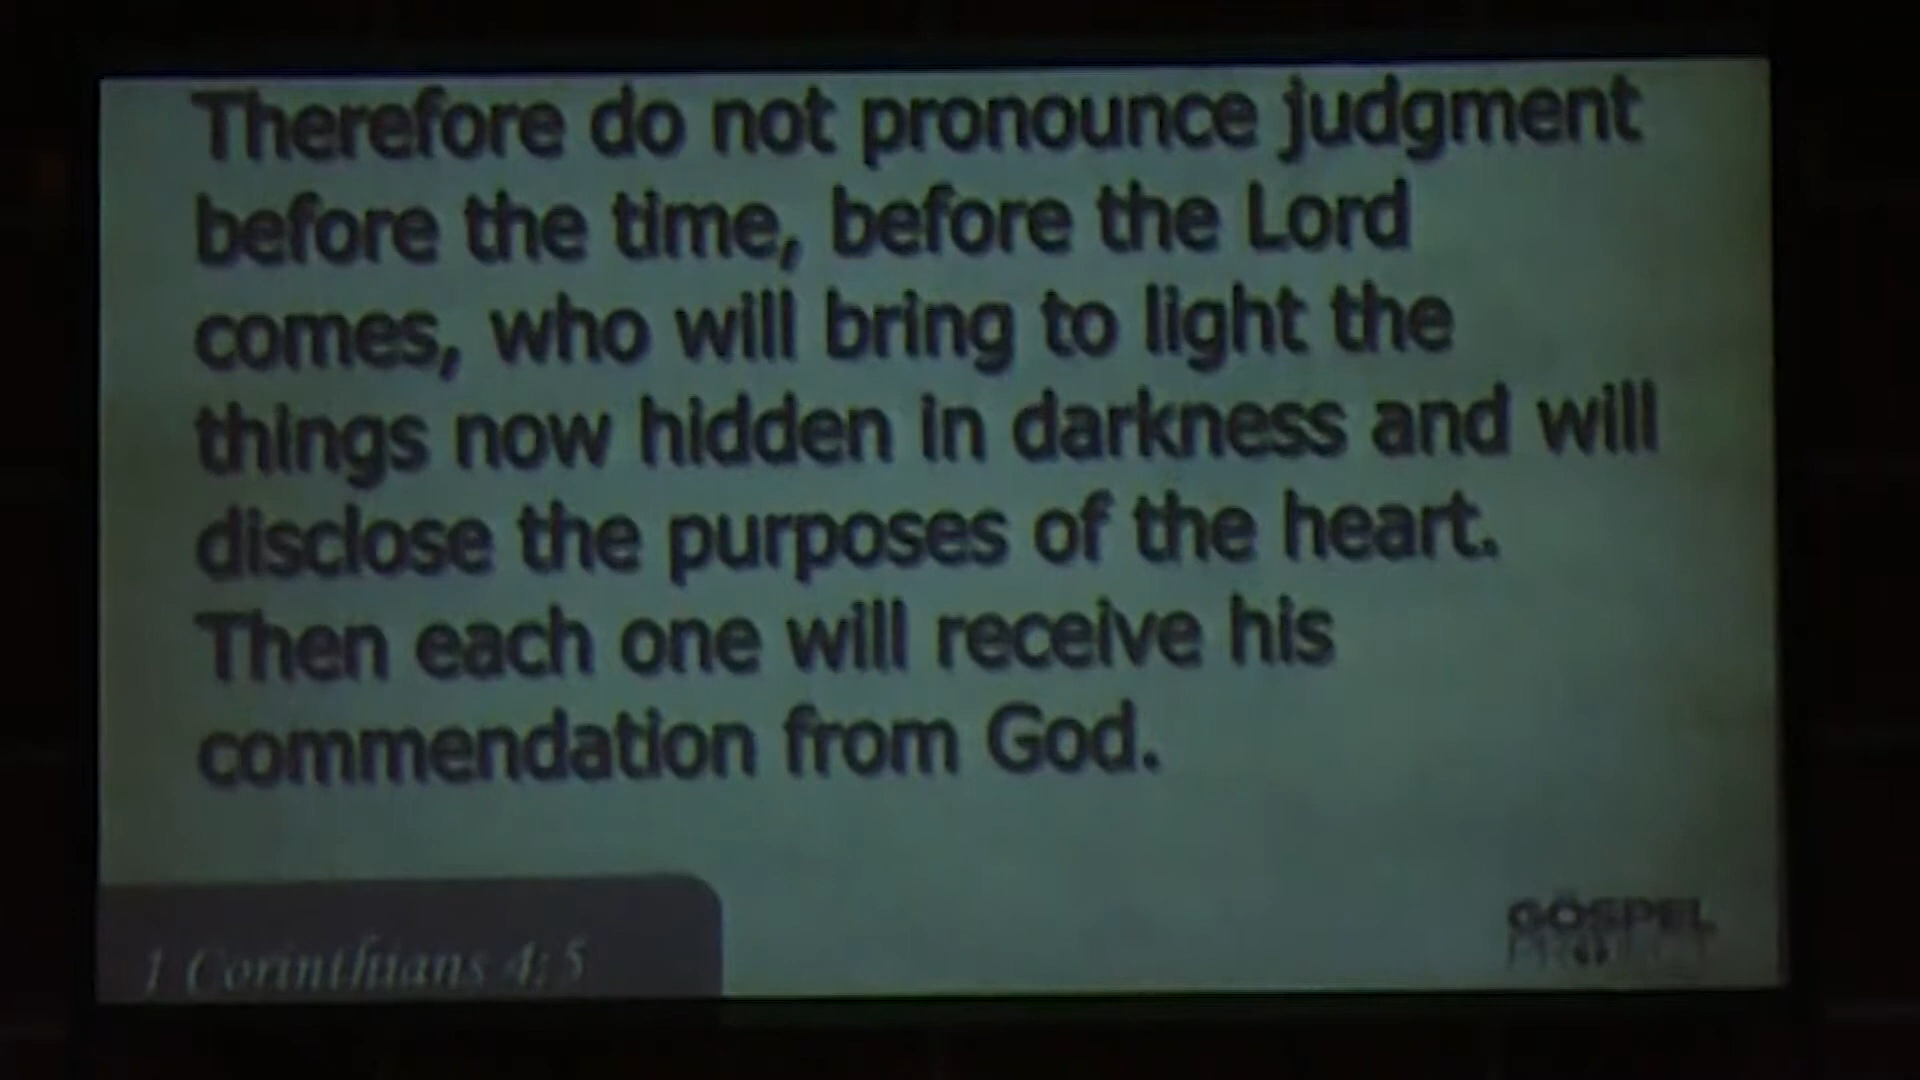 Therefore do not pronounce judgment
before the time, before the Lord
comes, who will bring to light the
things now hidden in darkness and will
disclose the purposes of the heart.
Then each one will receive his
commendation from God.
1 Corinthians 4:5
GOSPEL
PROJECT